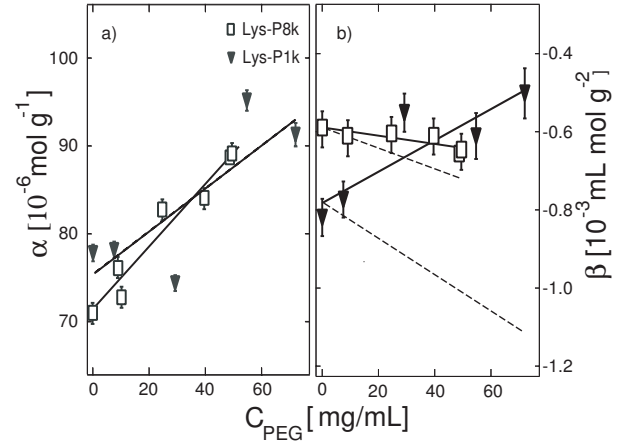 a)
Lys-P8k
Lys-P1k
b)
100
90
80
70
α [10⁻⁶mol g⁻¹]
-0.4
-0.6
-0.8
-1.0
-1.2
β [10⁻³mL mol g⁻²]
0 20 40 60
0 20 40 60
C_PEG [mg/mL]